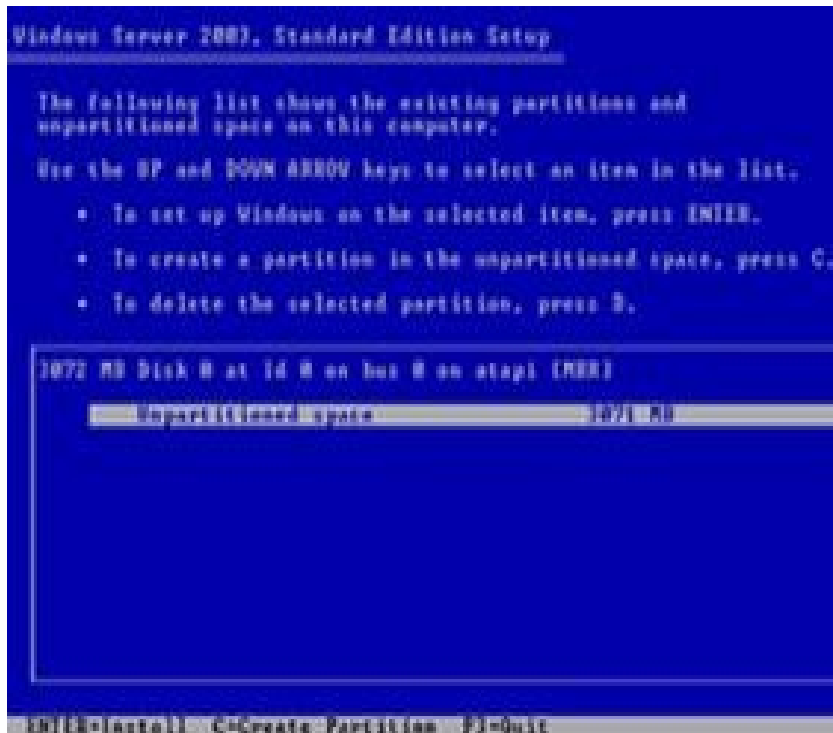 Windows Server 2003, Standard Edition Setup
The following list shows the existing partitions and
unpartitioned space on this computer.
Use the UP and DOWN ARROW keys to select an item in the list.
• To set up Windows on the selected item, press ENTER.
• To create a partition in the unpartitioned space, press C.
• To delete the selected partition, press D.
3072 MB Disk 0 at Id 0 on bus 0 on atapi [MBR]
Unpartitioned space 3071 MB
ENTER=Install C=Create Partition F3=Quit